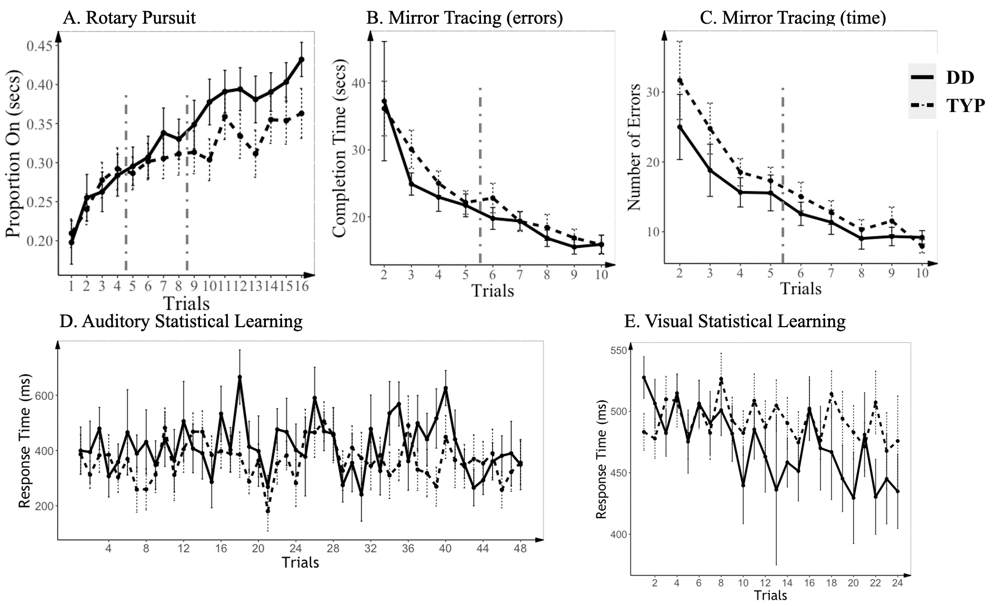 A. Rotary Pursuit
Proportion On (secs)
0.45
0.40
0.35
0.30
0.25
0.20
1 2 3 4 5 6 7 8 9 10 11 12 13 14 15 16
Trials
B. Mirror Tracing (errors)
Completion Time (secs)
40
30
20
2 3 4 5 6 7 8 9 10
Trials
C. Mirror Tracing (time)
Number of Errors
30
20
10
2 3 4 5 6 7 8 9 10
Trials
DD
TYP
D. Auditory Statistical Learning
Response Time (ms)
600
400
200
4 8 12 16 20 24 28 32 36 40 44 48
Trials
E. Visual Statistical Learning
Response Time (ms)
550
500
450
400
2 4 6 8 10 12 14 16 18 20 22 24
Trials